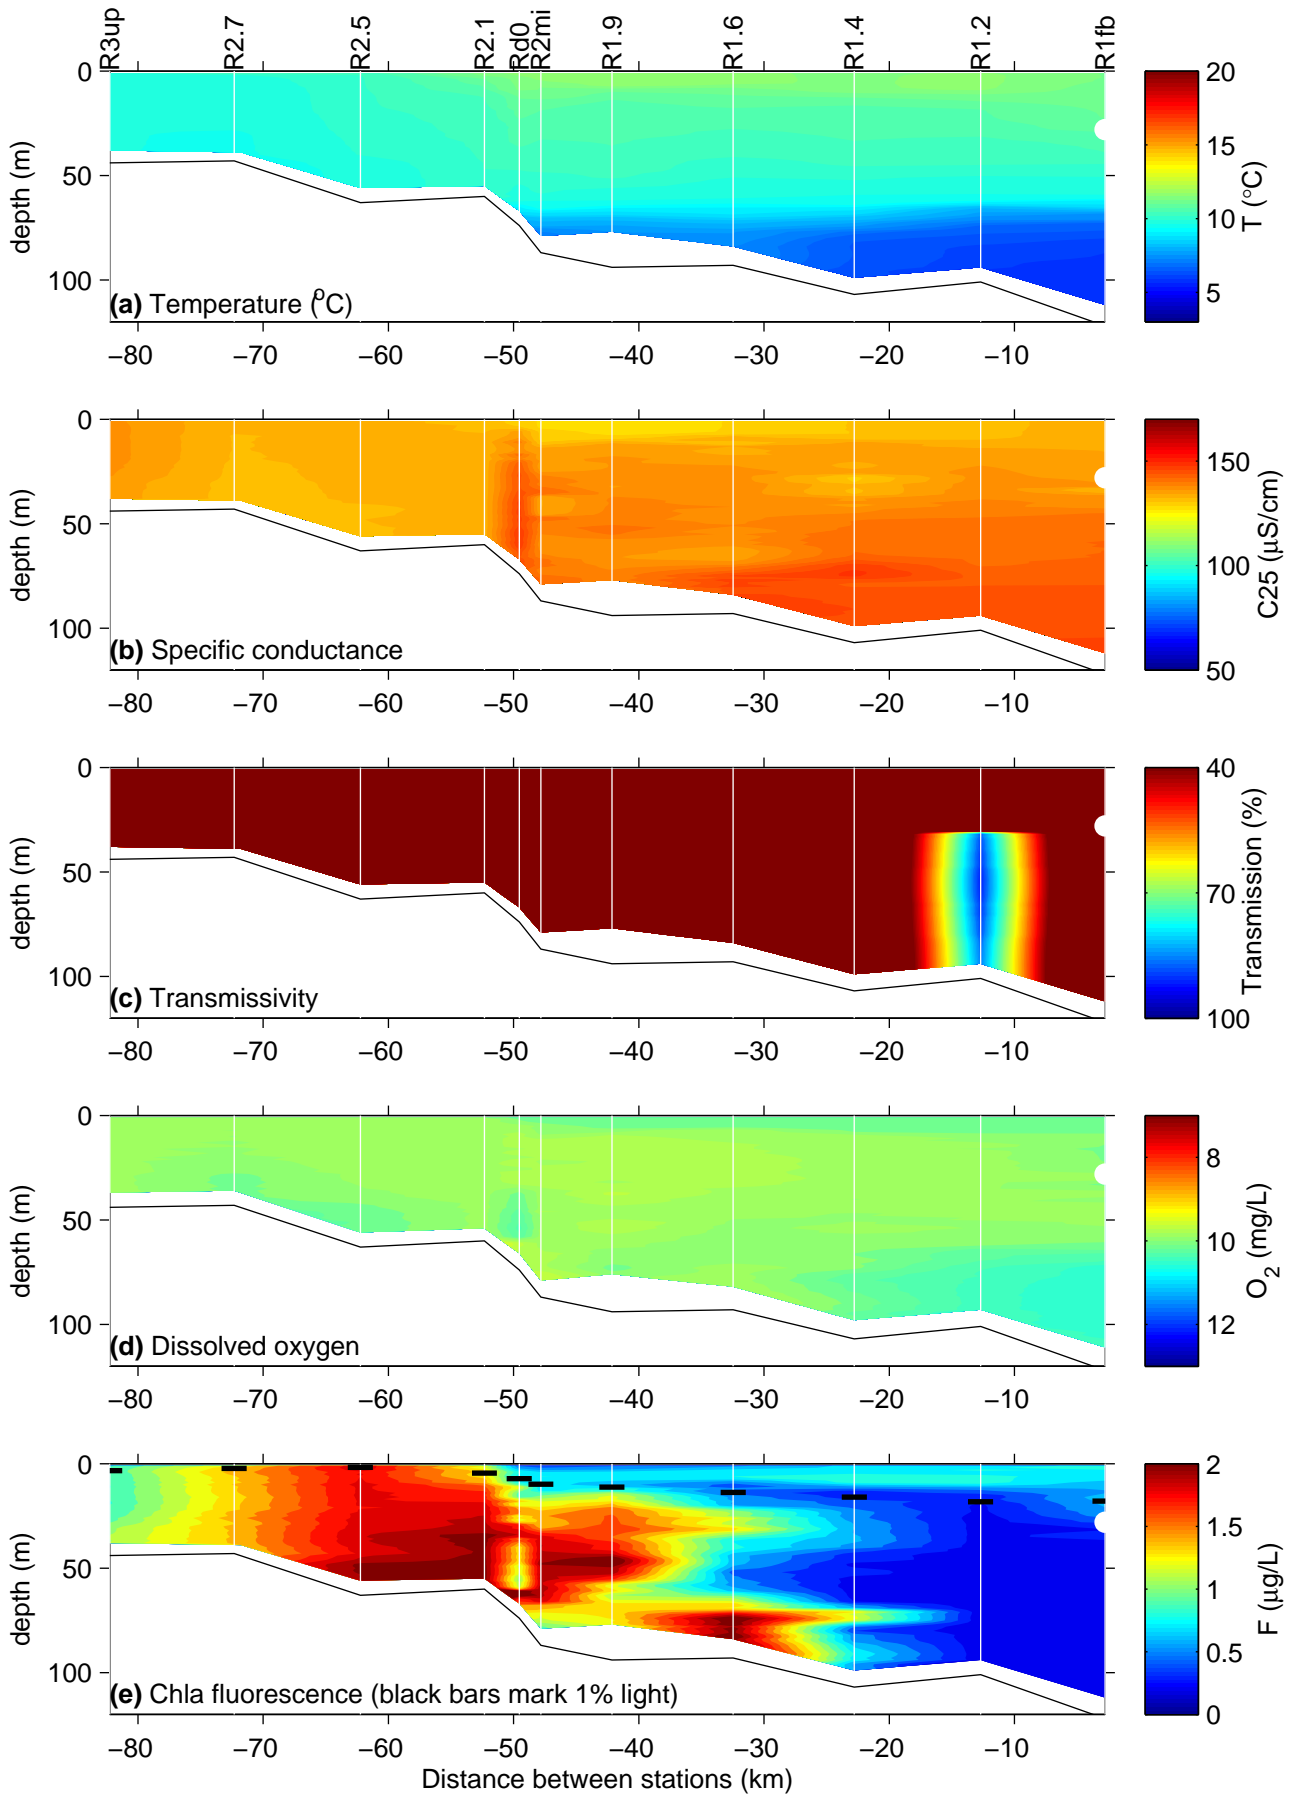 R3up R2.7 R2.5 R2.1 Rd0 R2mi R1.9 R1.6 R1.4 R1.2 R1fb
0
50
100
depth (m)
(a) Temperature (°C)
−80 −70 −60 −50 −40 −30 −20 −10
20
15
10
5
T (°C)
0
50
100
depth (m)
(b) Specific conductance
−80 −70 −60 −50 −40 −30 −20 −10
150
100
50
C25 (μS/cm)
0
50
100
depth (m)
(c) Transmissivity
−80 −70 −60 −50 −40 −30 −20 −10
40
70
100
Transmission (%)
0
50
100
depth (m)
(d) Dissolved oxygen
−80 −70 −60 −50 −40 −30 −20 −10
8
10
12
O2 (mg/L)
0
50
100
depth (m)
(e) Chla fluorescence (black bars mark 1% light)
−80 −70 −60 −50 −40 −30 −20 −10
2
1.5
1
0.5
0
F (μg/L)
Distance between stations (km)